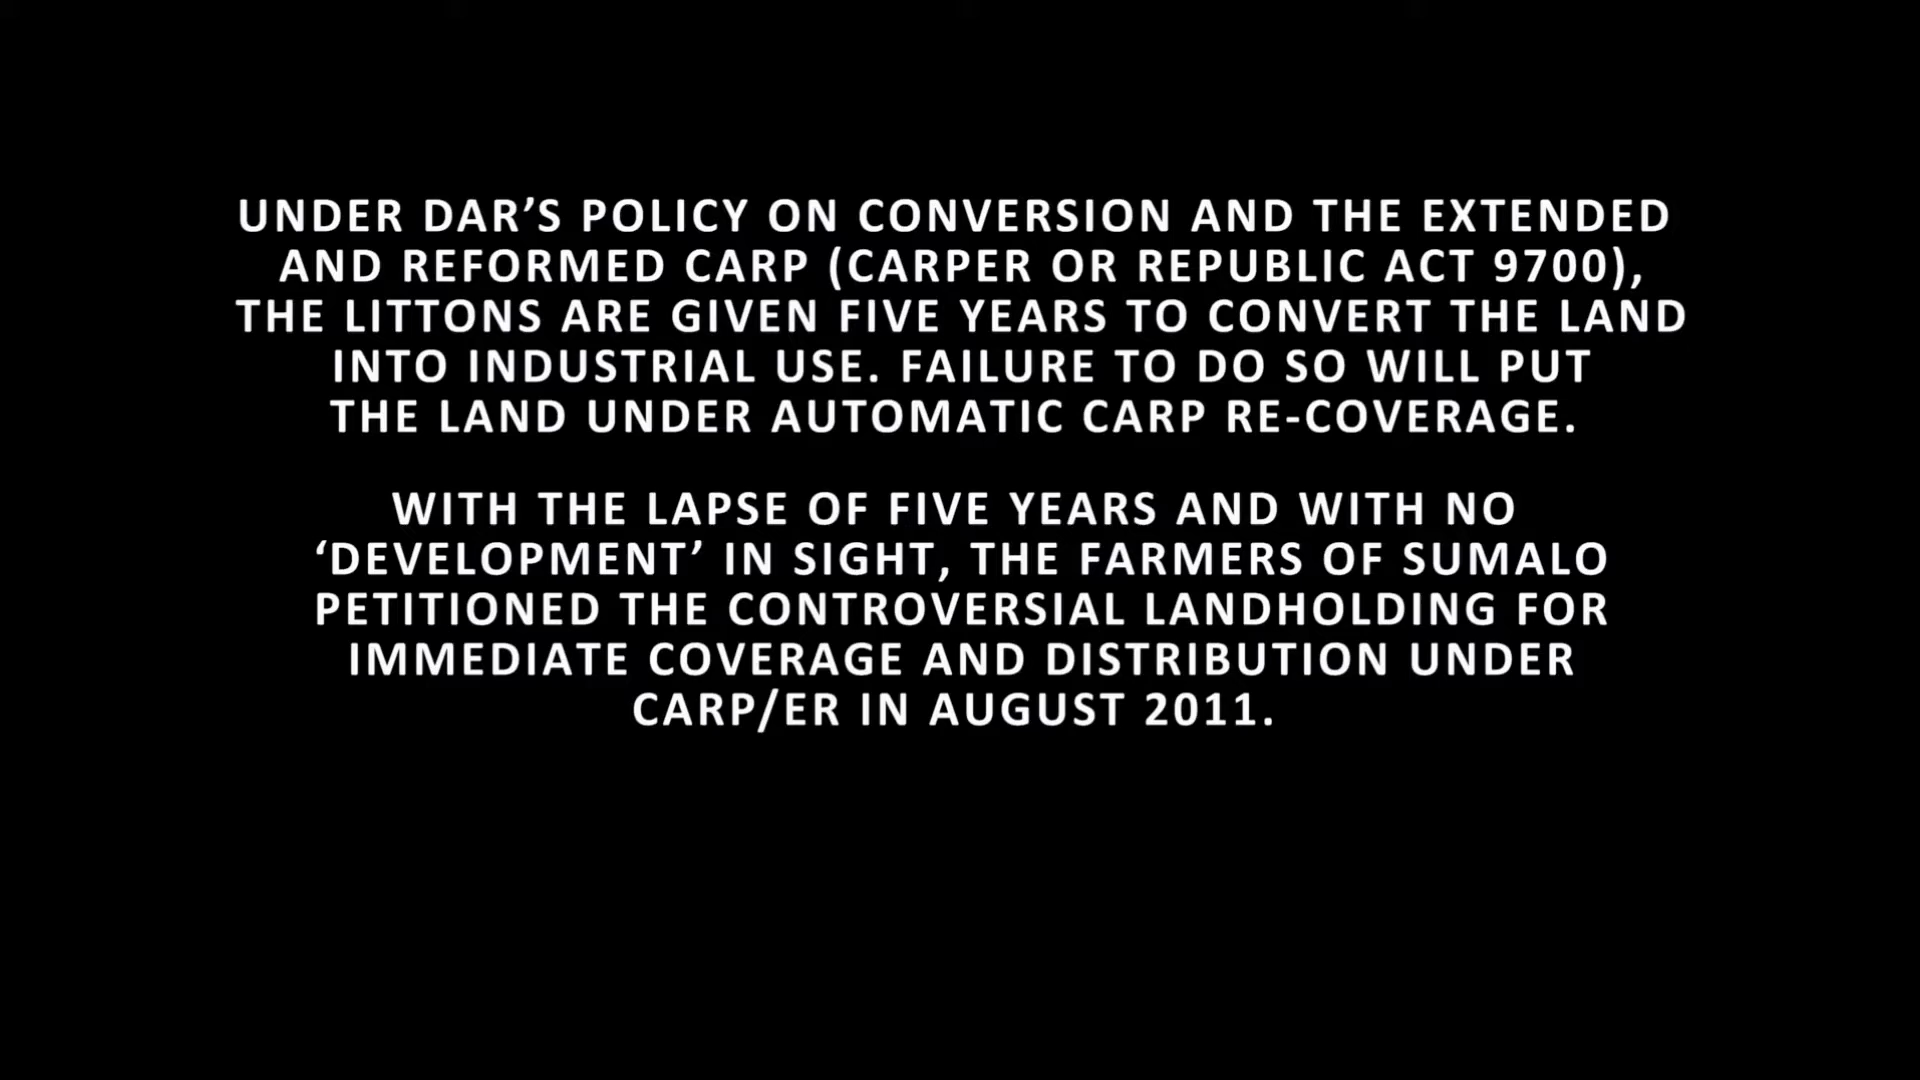 UNDER DAR’S POLICY ON CONVERSION AND THE EXTENDED
AND REFORMED CARP (CARPER OR REPUBLIC ACT 9700),
THE LITTONS ARE GIVEN FIVE YEARS TO CONVERT THE LAND
INTO INDUSTRIAL USE. FAILURE TO DO SO WILL PUT
THE LAND UNDER AUTOMATIC CARP RE-COVERAGE.
WITH THE LAPSE OF FIVE YEARS AND WITH NO
‘DEVELOPMENT’ IN SIGHT, THE FARMERS OF SUMALO
PETITIONED THE CONTROVERSIAL LANDHOLDING FOR
IMMEDIATE COVERAGE AND DISTRIBUTION UNDER
CARP/ER IN AUGUST 2011.